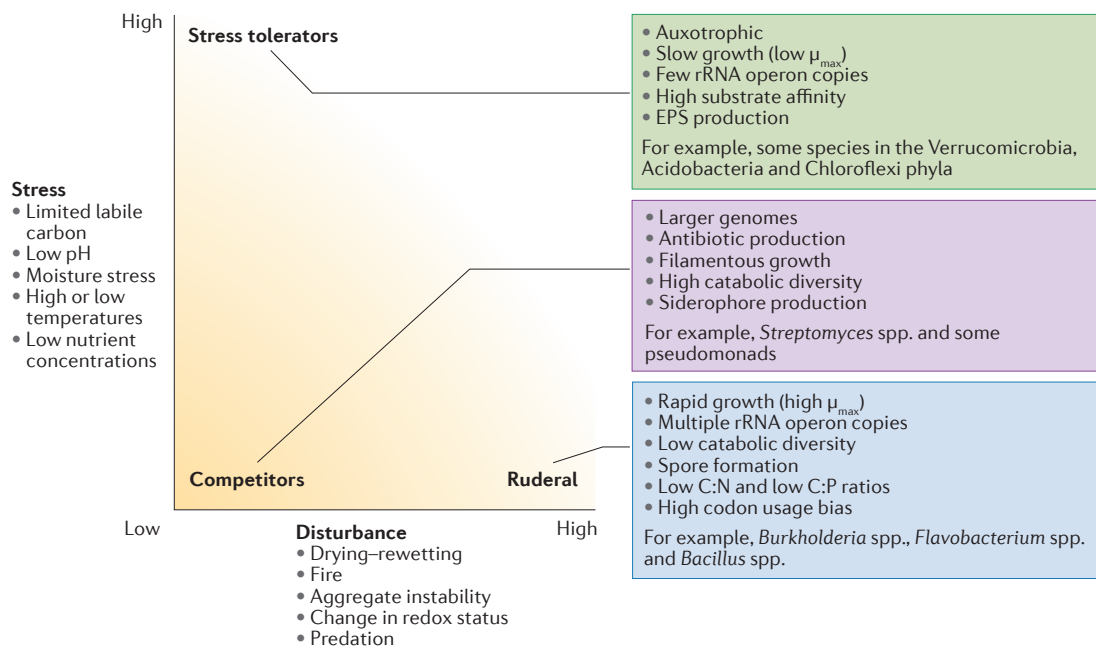 High
Stress tolerators
Stress
• Limited labile
carbon
• Low pH
• Moisture stress
• High or low
temperatures
• Low nutrient
concentrations
Competitors
Ruderal
Low
High
Disturbance
• Drying–rewetting
• Fire
• Aggregate instability
• Change in redox status
• Predation
• Auxotrophic
• Slow growth (low μmax)
• Few rRNA operon copies
• High substrate affinity
• EPS production
For example, some species in the Verrucomicrobia,
Acidobacteria and Chloroflexi phyla
• Larger genomes
• Antibiotic production
• Filamentous growth
• High catabolic diversity
• Siderophore production
For example, Streptomyces spp. and some
pseudomonads
• Rapid growth (high μmax)
• Multiple rRNA operon copies
• Low catabolic diversity
• Spore formation
• Low C:N and low C:P ratios
• High codon usage bias
For example, Burkholderia spp., Flavobacterium spp.
and Bacillus spp.